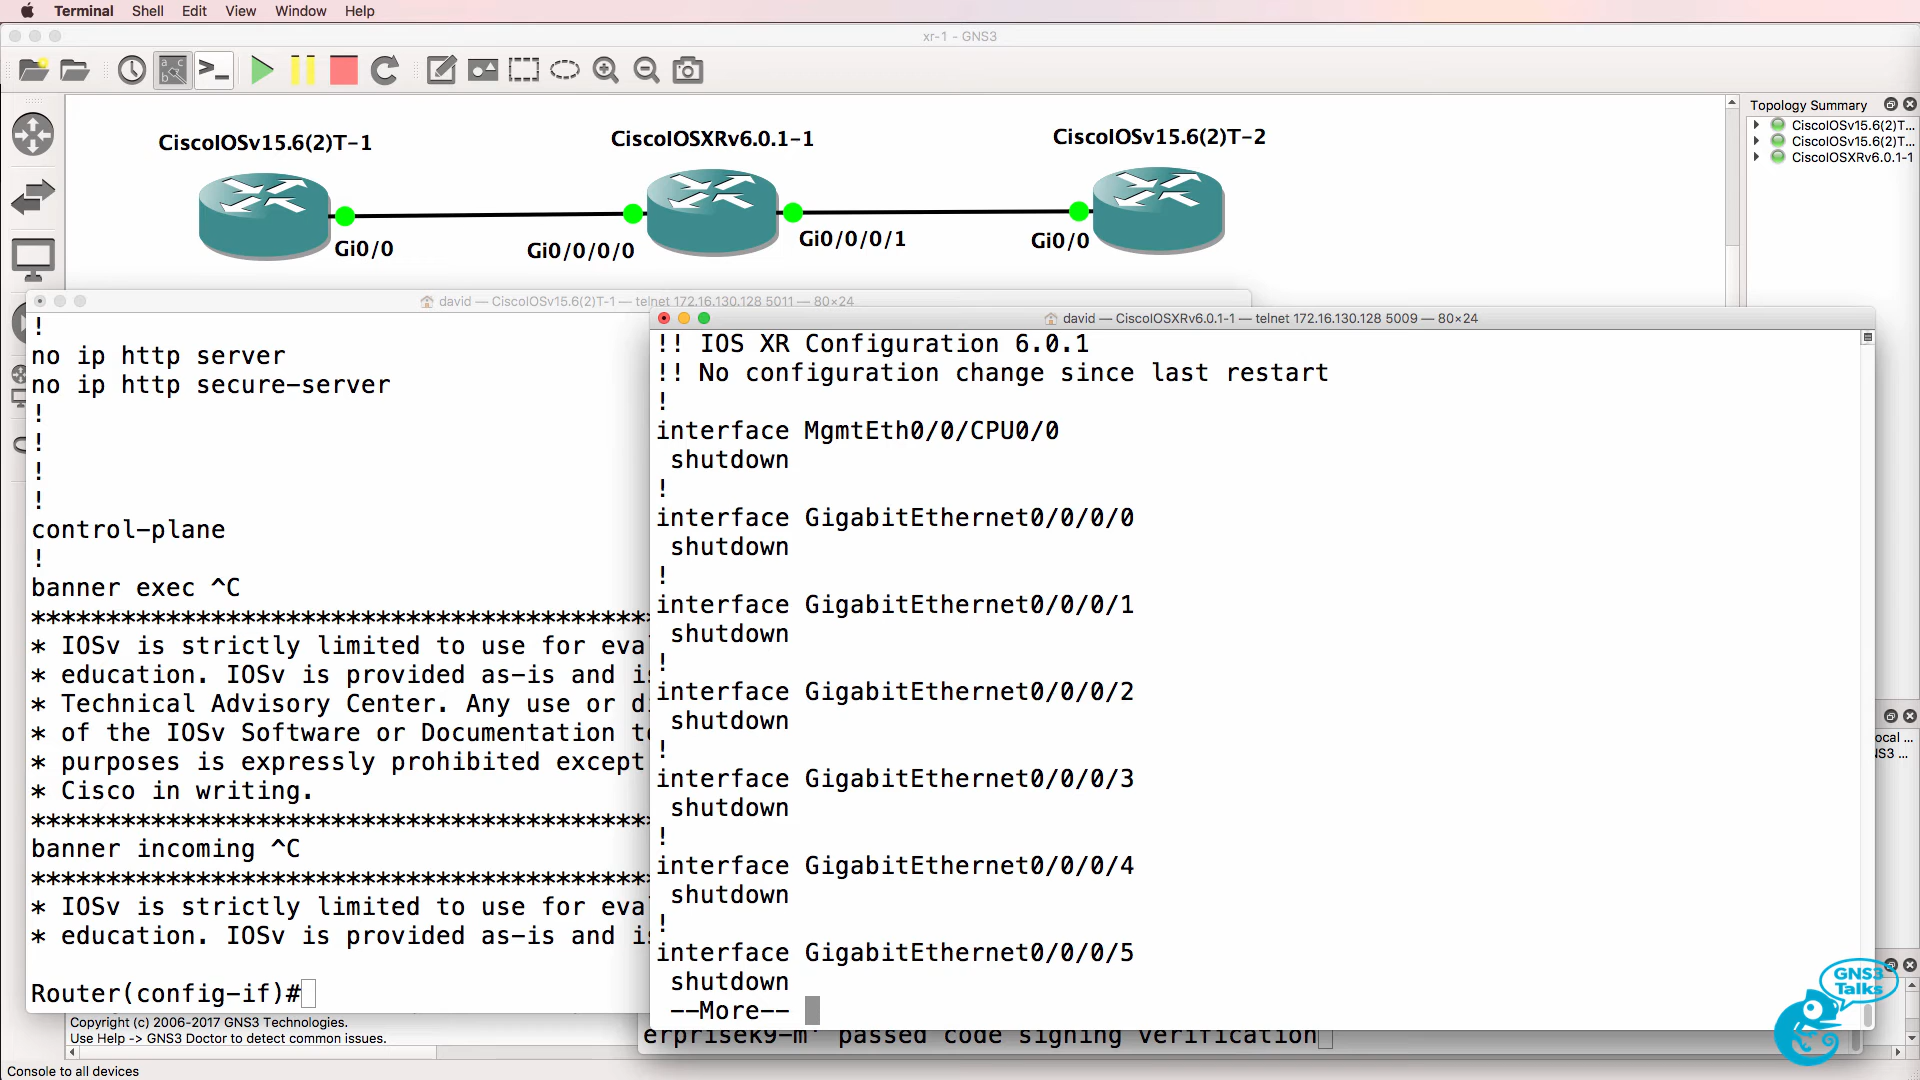 Terminal Shell Edit View Window Help
xr-1 - GNS3
CiscoIOSv15.6(2)T-1
CiscoIOSXRv6.0.1-1
CiscoIOSv15.6(2)T-2
Gi0/0
Gi0/0/0/0
Gi0/0/0/1
Gi0/0
Topology Summary
CiscoIOSv15.6(2)T...
CiscoIOSv15.6(2)T...
CiscoIOSXRv6.0.1-1
david — CiscoIOSv15.6(2)T-1 — telnet 172.16.130.128 5011 — 80×24
!
no ip http server
no ip http secure-server
!
!
!
!
control-plane
!
banner exec ^C
* IOSv is strictly limited to use for eva
* education. IOSv is provided as-is and is
* Technical Advisory Center. Any use or di
* of the IOSv Software or Documentation to
* purposes is expressly prohibited except
* Cisco in writing.
banner incoming ^C
* IOSv is strictly limited to use for eva
* education. IOSv is provided as-is and is
Router(config-if)#
david — CiscoIOSXRv6.0.1-1 — telnet 172.16.130.128 5009 — 80×24
!! IOS XR Configuration 6.0.1
!! No configuration change since last restart
!
interface MgmtEth0/0/CPU0/0
shutdown
!
interface GigabitEthernet0/0/0/0
shutdown
!
interface GigabitEthernet0/0/0/1
shutdown
!
interface GigabitEthernet0/0/0/2
shutdown
!
interface GigabitEthernet0/0/0/3
shutdown
!
interface GigabitEthernet0/0/0/4
shutdown
!
interface GigabitEthernet0/0/0/5
shutdown
--More--
ocal ...
NS3 ...
GNS3
Talks
Copyright (c) 2006-2017 GNS3 Technologies.
Use Help -> GNS3 Doctor to detect common issues.
erprisek9-m' passed code signing verification
Console to all devices